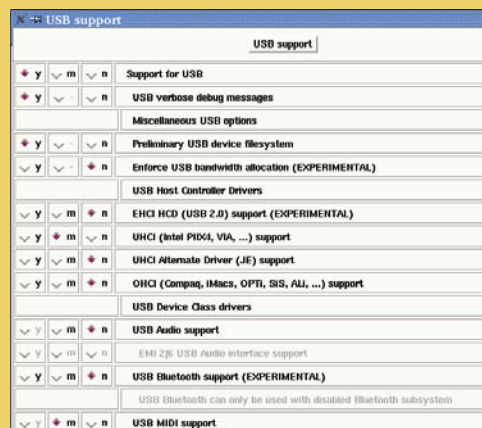 USB support
USB support
y m n Support for USB
y - n USB verbose debug messages
Miscellaneous USB options
y - n Preliminary USB device filesystem
y - n Enforce USB bandwidth allocation (EXPERIMENTAL)
USB Host Controller Drivers
y m n EHCI HCD (USB 2.0) support (EXPERIMENTAL)
y m n UHCI (Intel PIIX4, VIA, ...) support
y m n UHCI Alternate Driver (JE) support
y m n OHCI (Compaq, iMacs, OPTi, SiS, ALi, ...) support
USB Device Class drivers
y m n USB Audio support
y m n EMI 2|6 USB Audio interface support
y m n USB Bluetooth support (EXPERIMENTAL)
USB Bluetooth can only be used with disabled Bluetooth subsystem
y m n USB MIDI support